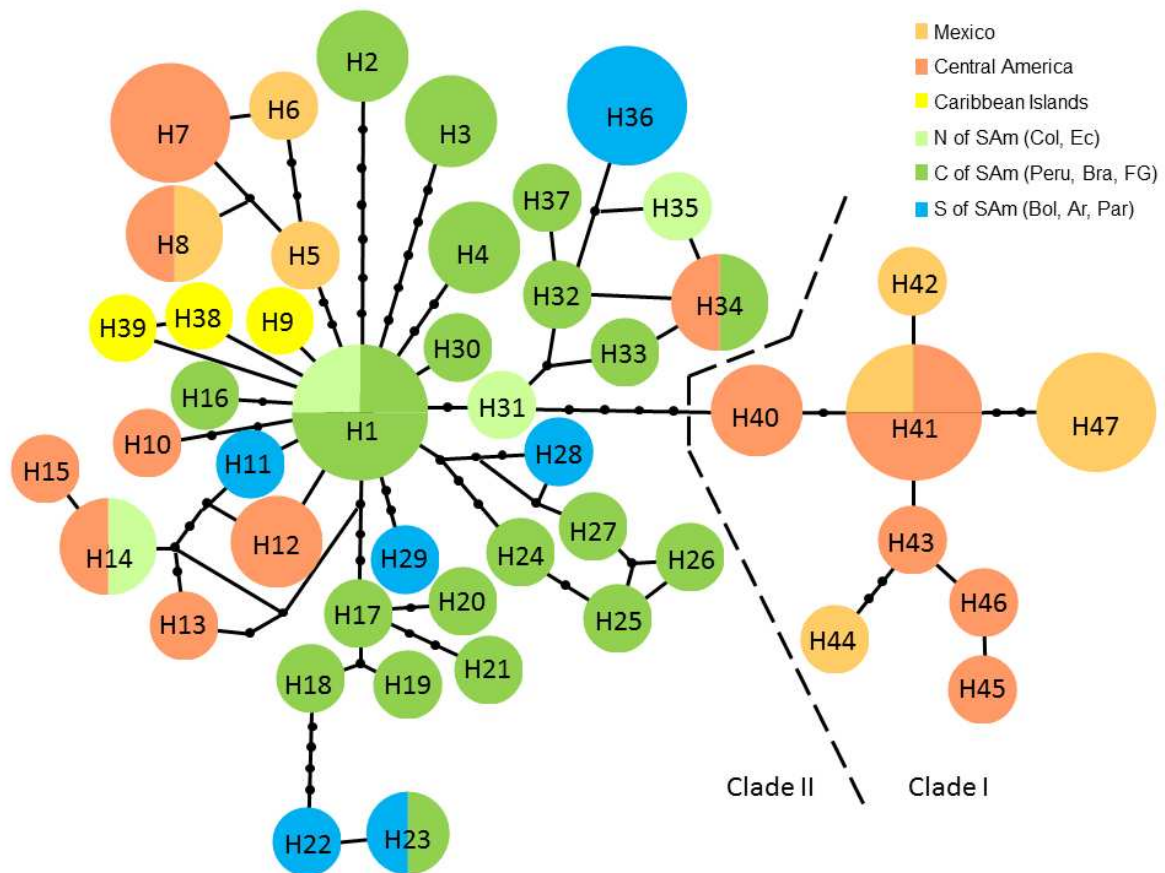 Mexico
Central America
Caribbean Islands
N of SAm (Col, Ec)
C of SAm (Peru, Bra, FG)
S of SAm (Bol, Ar, Par)
H2
H6
H7
H3
H36
H37
H35
H8
H5
H4
H42
H32
H34
H39
H38
H9
H30
H33
H16
H31
H1
H40
H41
H47
H10
H15
H11
H28
H14
H12
H29
H24
H27
H26
H43
H13
H17
H20
H25
H46
H44
H18
H19
H21
H45
Clade II
Clade I
H22
H23